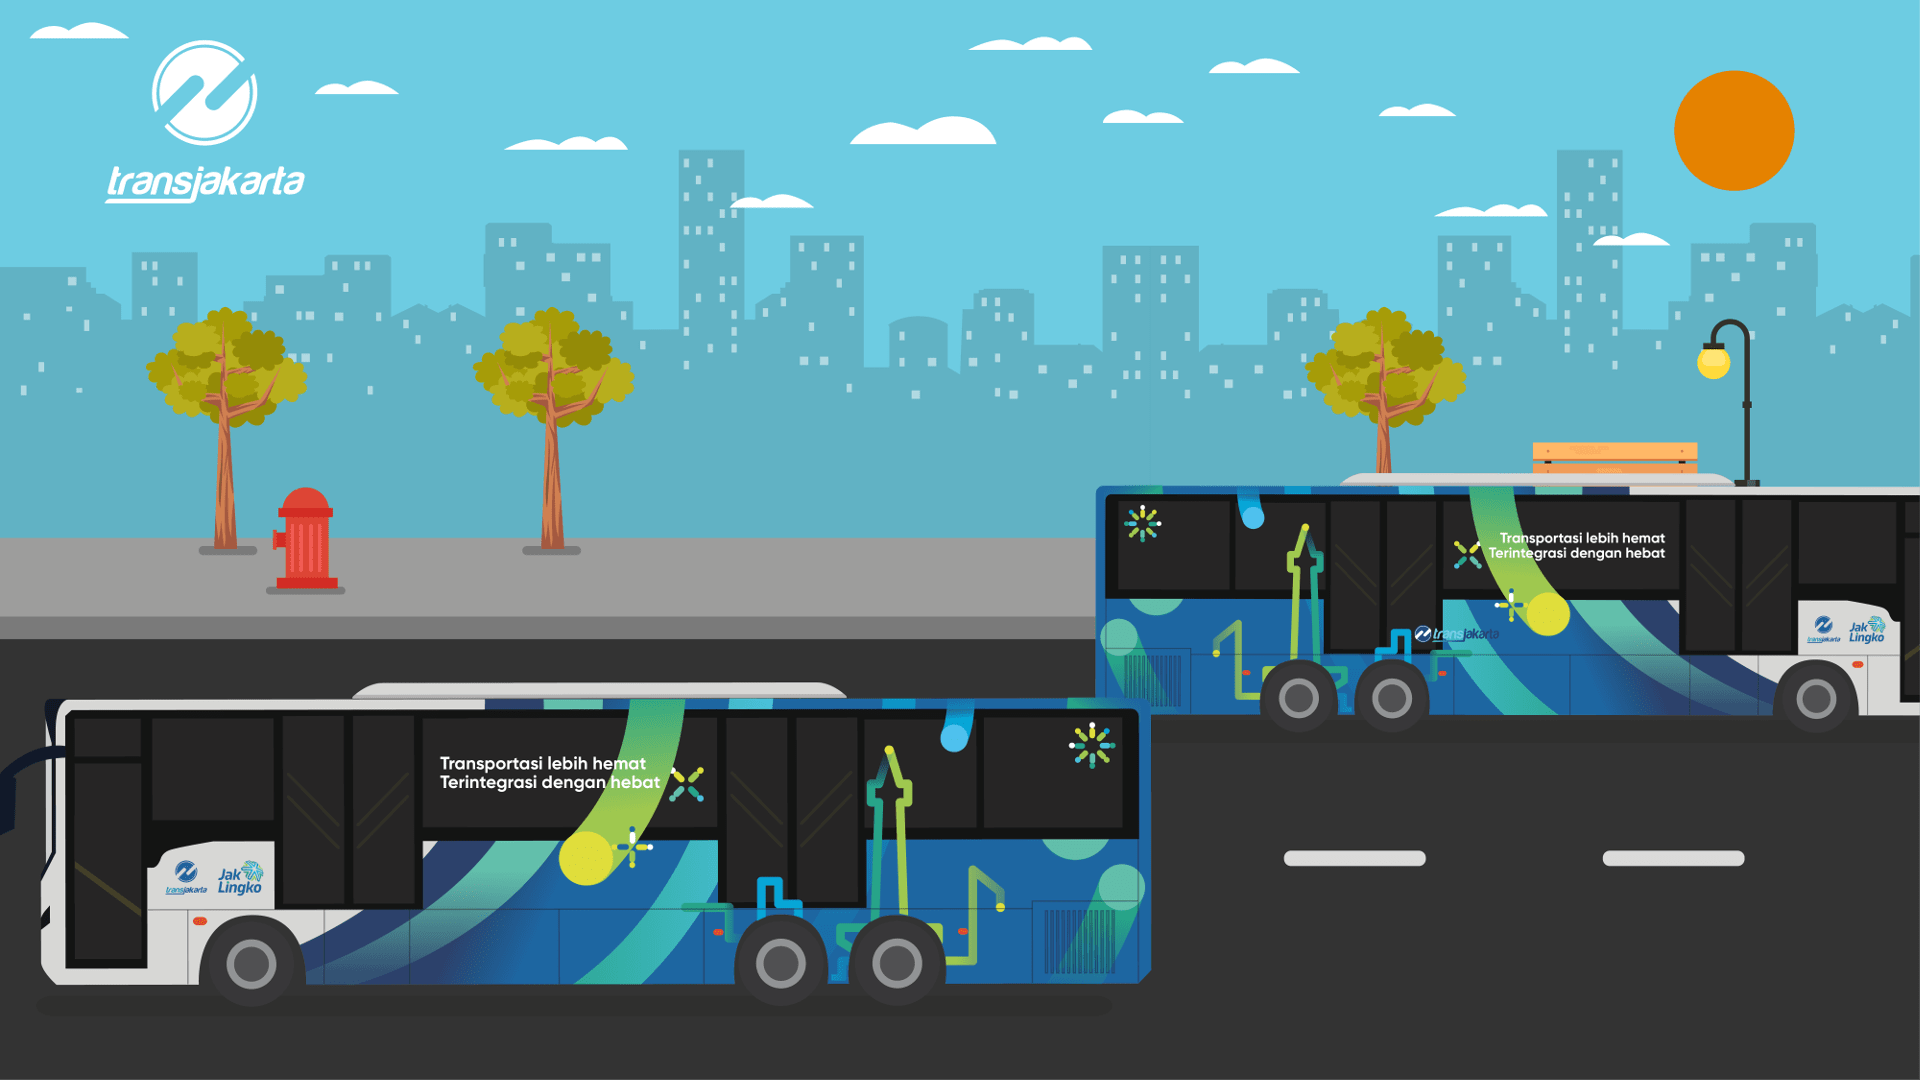 transjakarta
Transportasi lebih hemat
Terintegrasi dengan hebat
transjakarta
transjakarta
Jak
Lingko
Transportasi lebih hemat
Terintegrasi dengan hebat
transjakarta
Jak
Lingko